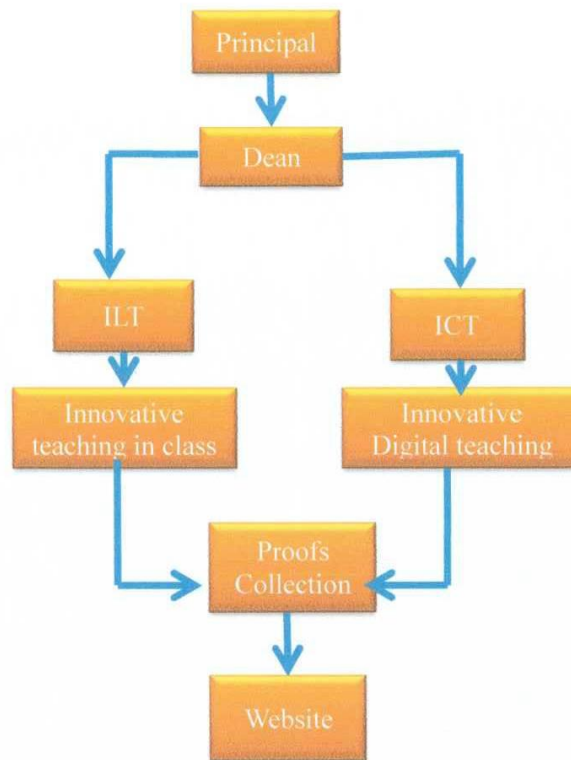 Principal
Dean
ILT
ICT
Innovative
teaching in class
Innovative
Digital teaching
Proofs
Collection
Website